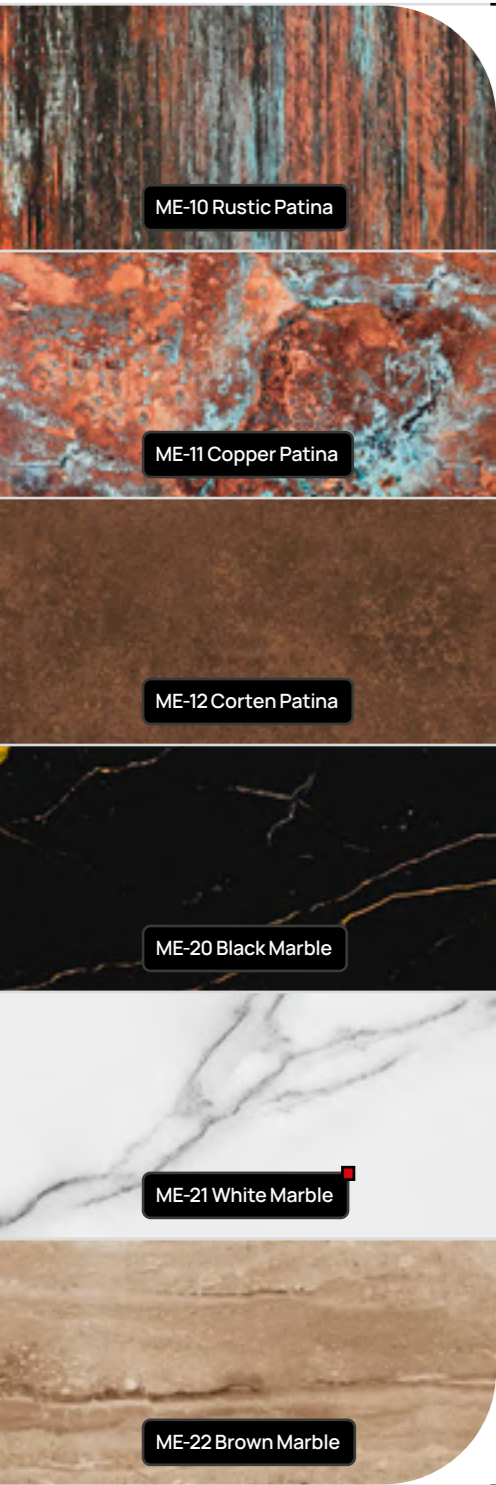 ME-10 Rustic Patina
ME-11 Copper Patina
ME-12 Corten Patina
ME-20 Black Marble
ME-21 White Marble
ME-22 Brown Marble